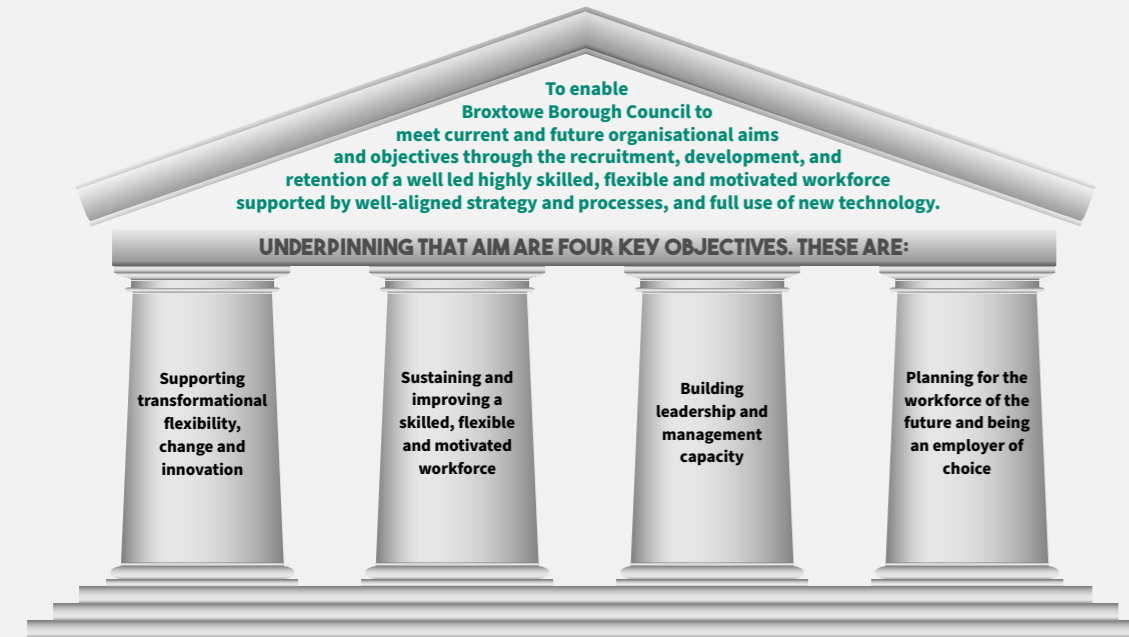 To enable
Broxtowe Borough Council to
meet current and future organisational aims
and objectives through the recruitment, development, and
retention of a well led highly skilled, flexible and motivated workforce
supported by well-aligned strategy and processes, and full use of new technology.
UNDERPINNING THAT AIM ARE FOUR KEY OBJECTIVES. THESE ARE:
Supporting
transformational
flexibility,
change and
innovation
Sustaining and
improving a
skilled, flexible
and motivated
workforce
Building
leadership and
management
capacity
Planning for the
workforce of the
future and being
an employer of
choice